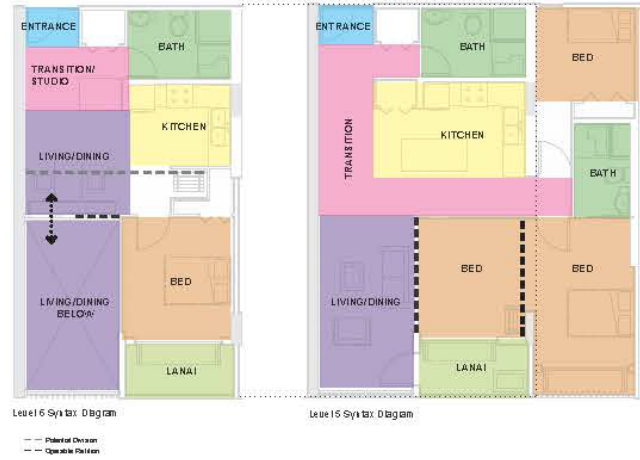 ENTRANCE
BATH
TRANSITION/
STUDIO
KITCHEN
LIVING/DINING
BED
LIVING/DINING
BELOW
LANAI
Level 6 Syntax Diagram
ENTRANCE
BATH
BED
TRANSITION
KITCHEN
BATH
LIVING/DINING
BED
BED
LANAI
Level 5 Syntax Diagram
Potential Division
Operable Partition